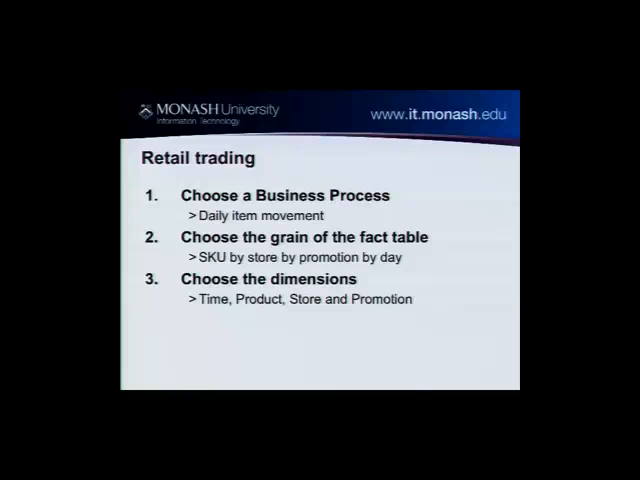 MONASH University
Information Technology
www.it.monash.edu
Retail trading
1. Choose a Business Process
> Daily item movement
2. Choose the grain of the fact table
> SKU by store by promotion by day
3. Choose the dimensions
> Time, Product, Store and Promotion